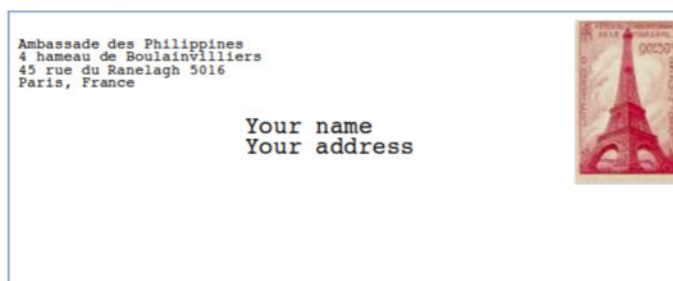 Ambassade des Philippines
4 hameau de Boulainvilliers
45 rue du Ranelagh 5016
Paris, France
Your name
Your address